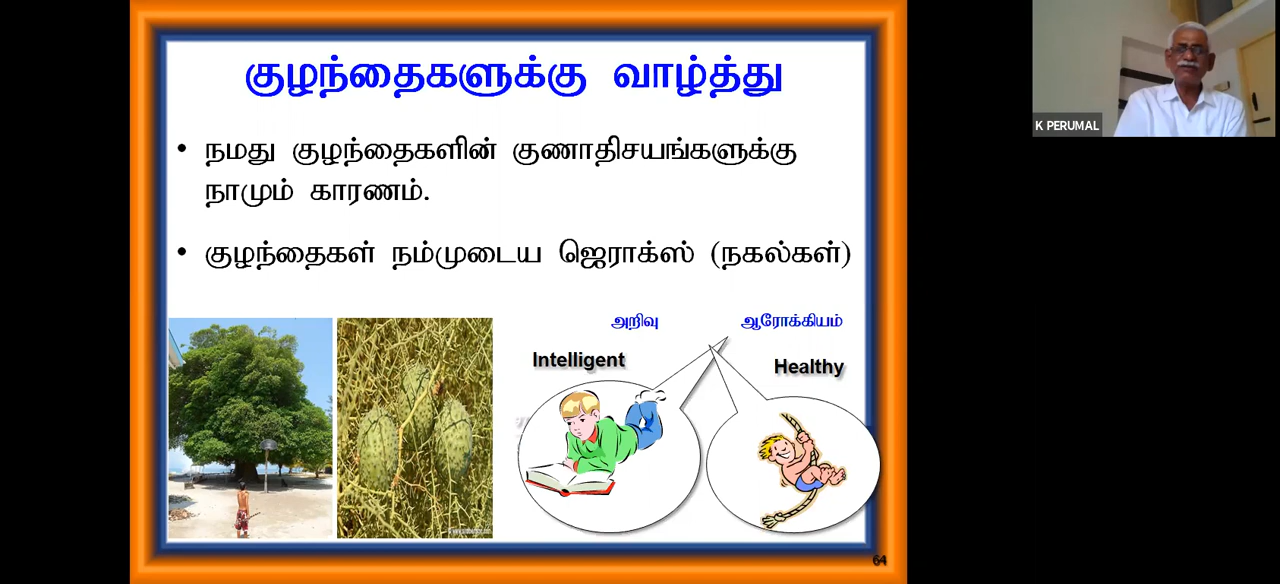 குழந்தைகளுக்கு வாழ்த்து
• நமது குழந்தைகளின் குணாதிசயங்களுக்கு
நாமும் காரணம்.
• குழந்தைகள் நம்முடைய ஜெராக்ஸ் (நகல்கள்)
அறிவு
ஆரோக்கியம்
Intelligent
Healthy
64
K PERUMAL